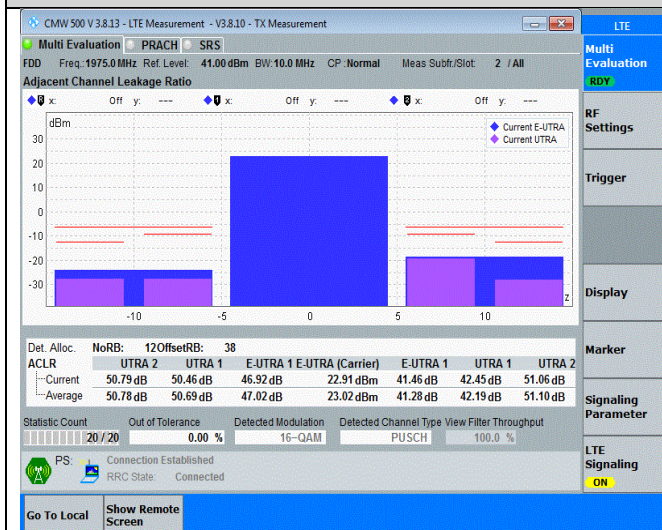 CMW 500 V 3.8.13 - LTE Measurement - V3.8.10 - TX Measurement
LTE
Multi Evaluation PRACH SRS
FDD Freq.:1975.0 MHz Ref. Level: 41.00 dBm BW:10.0 MHz CP :Normal Meas Subfr./Slot: 2 / All
Adjacent Channel Leakage Ratio
x: Off y: --- x: Off y: --- x: Off y: ---
dBm
Current E-UTRA
Current UTRA
30
20
10
0
-10
-20
-30
z
-10 -5 0 5 10
Det. Alloc. NoRB: 12OffsetRB: 38
ACLR UTRA 2 UTRA 1 E-UTRA 1 E-UTRA (Carrier) E-UTRA 1 UTRA 1 UTRA 2
Current 50.79 dB 50.46 dB 46.92 dB 22.91 dBm 41.46 dB 42.45 dB 51.06 dB
Average 50.78 dB 50.69 dB 47.02 dB 23.02 dBm 41.28 dB 42.19 dB 51.10 dB
Statistic Count Out of Tolerance Detected Modulation Detected Channel Type View Filter Throughput
20 / 20 0.00 % 16-QAM PUSCH 100.0 %
PS: Connection Established
RRC State: Connected
Go To Local
Show Remote
Screen
Multi
Evaluation
RDY
RF
Settings
Trigger
Display
Marker
Signaling
Parameter
LTE
Signaling
ON